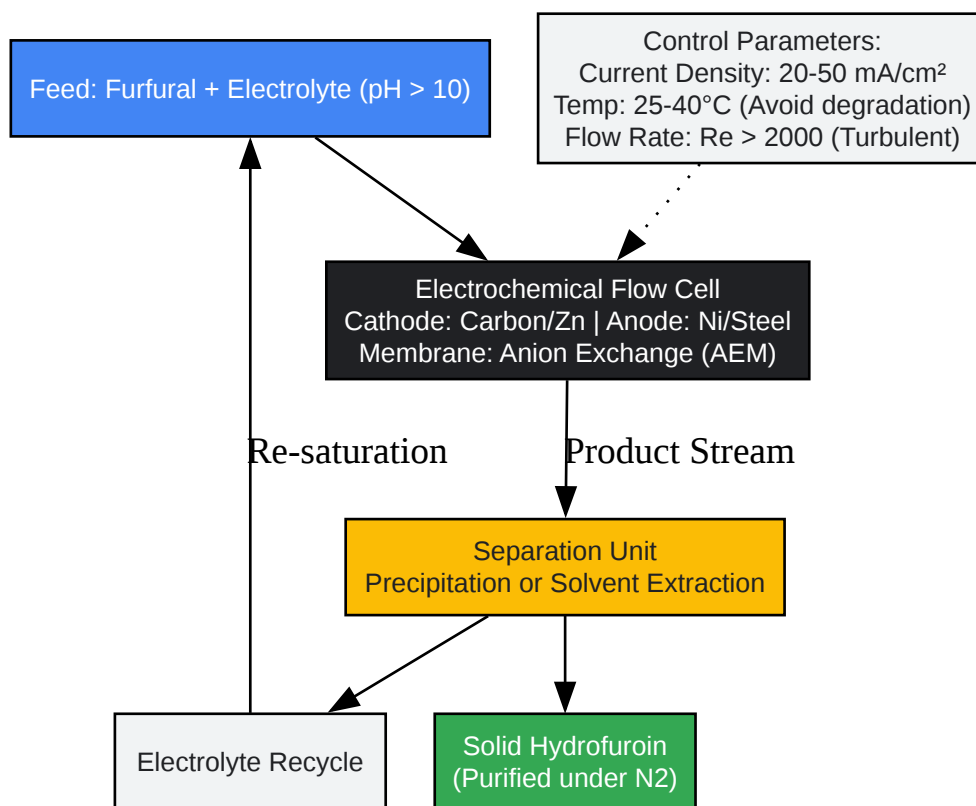 Feed: Furfural + Electrolyte (pH > 10)
Control Parameters:
Current Density: 20-50 mA/cm²
Temp: 25-40°C (Avoid degradation)
Flow Rate: Re > 2000 (Turbulent)
Electrochemical Flow Cell
Cathode: Carbon/Zn | Anode: Ni/Steel
Membrane: Anion Exchange (AEM)
Re-saturation
Product Stream
Separation Unit
Precipitation or Solvent Extraction
Electrolyte Recycle
Solid Hydrofuroin
(Purified under N2)